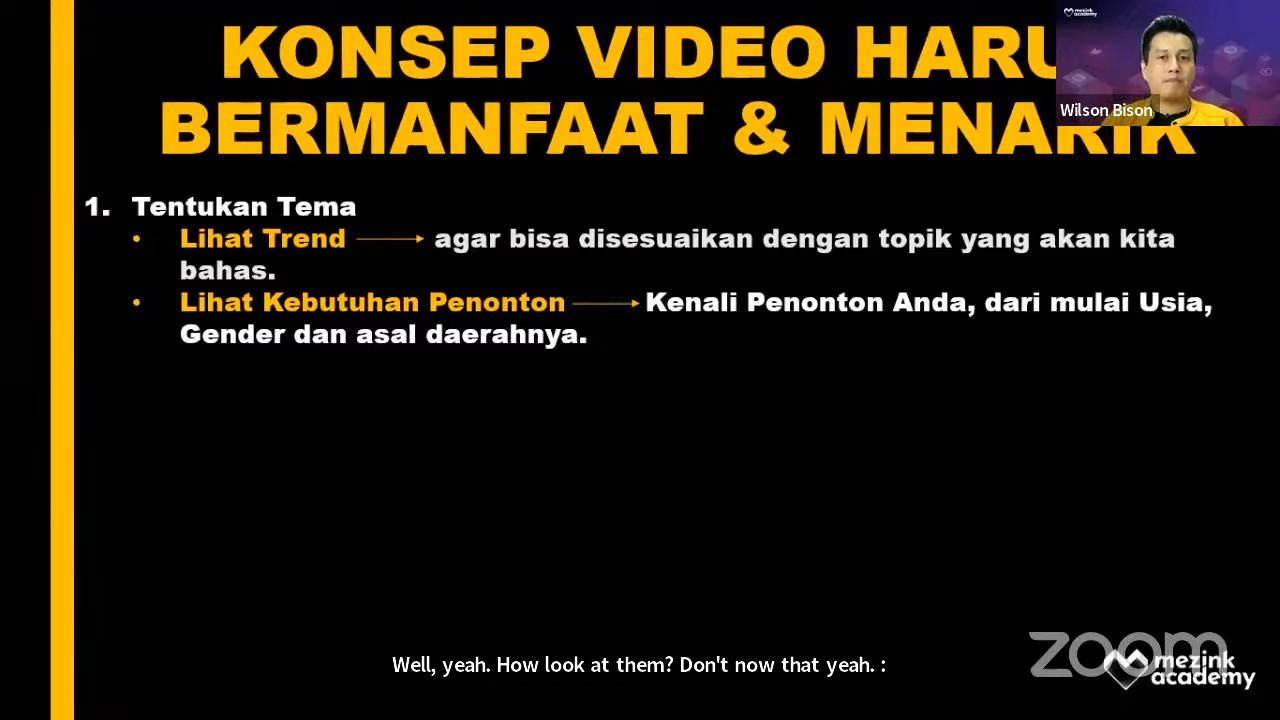 KONSEP VIDEO HARU
BERMANFAAT & MENARIK
mezink
academy
Wilson Bison
1. Tentukan Tema
• Lihat Trend → agar bisa disesuaikan dengan topik yang akan kita
bahas.
• Lihat Kebutuhan Penonton → Kenali Penonton Anda, dari mulai Usia,
Gender dan asal daerahnya.
Well, yeah. How look at them? Don't now that yeah. :
zoom
mezink
academy